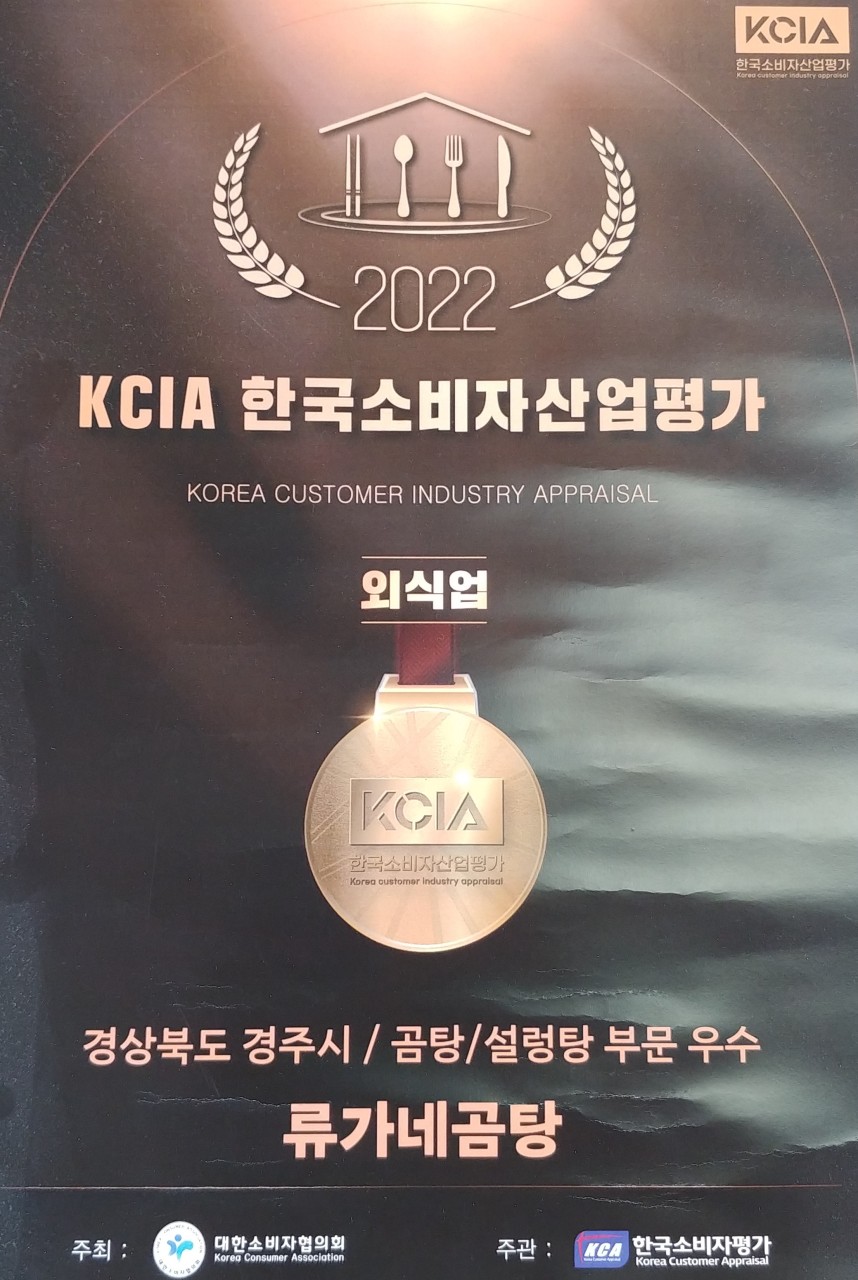 KCIA
한국소비자산업평가
Korea customer industry appraisal
2022
KCIA 한국소비자산업평가
KOREA CUSTOMER INDUSTRY APPRAISAL
외식업
KCIA
한국소비자산업평가
Korea customer industry appraisal
경상북도 경주시 / 곰탕/설렁탕 부문 우수
류가네곰탕
주최 : 대한소비자협의회
Korea Consumer Association
주관 : KCA 한국소비자평가
Korea Customer Appraisal